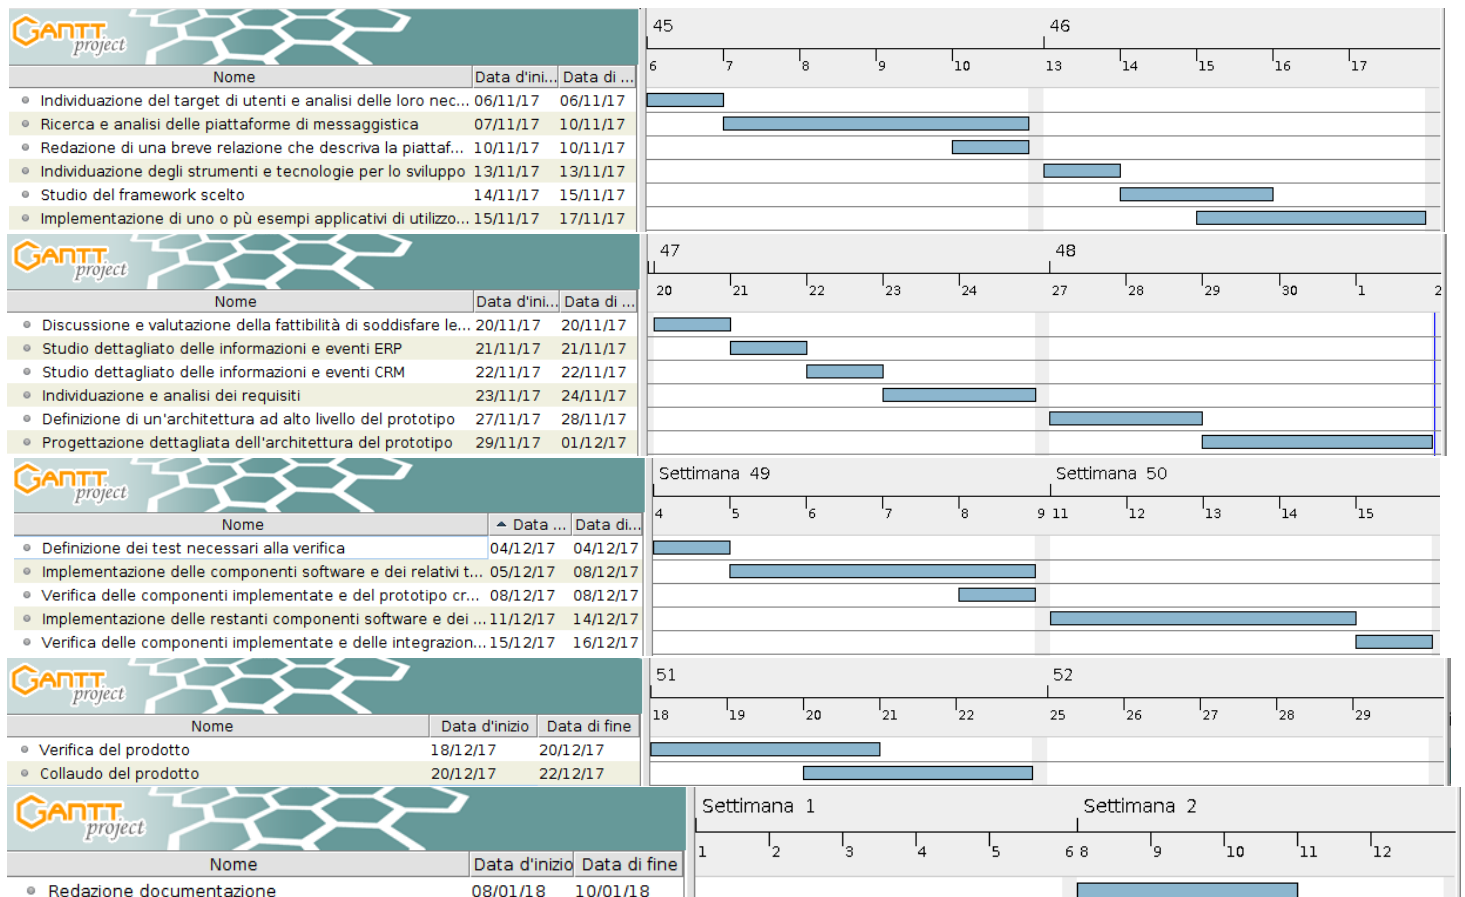 GANTT project
45 46
6 7 8 9 10 13 14 15 16 17
Nome Data d'ini... Data di ...
Individuazione del target di utenti e analisi delle loro nec... 06/11/17 06/11/17
Ricerca e analisi delle piattaforme di messaggistica 07/11/17 10/11/17
Redazione di una breve relazione che descriva la piattaf... 10/11/17 10/11/17
Individuazione degli strumenti e tecnologie per lo sviluppo 13/11/17 13/11/17
Studio del framework scelto 14/11/17 15/11/17
Implementazione di uno o pù esempi applicativi di utilizzo... 15/11/17 17/11/17
GANTT project
47 48
20 21 22 23 24 27 28 29 30 1 2
Nome Data d'ini... Data di ...
Discussione e valutazione della fattibilità di soddisfare le... 20/11/17 20/11/17
Studio dettagliato delle informazioni e eventi ERP 21/11/17 21/11/17
Studio dettagliato delle informazioni e eventi CRM 22/11/17 22/11/17
Individuazione e analisi dei requisiti 23/11/17 24/11/17
Definizione di un'architettura ad alto livello del prototipo 27/11/17 28/11/17
Progettazione dettagliata dell'architettura del prototipo 29/11/17 01/12/17
GANTT project
Settimana 49 Settimana 50
4 5 6 7 8 9 11 12 13 14 15
Nome Data ... Data di...
Definizione dei test necessari alla verifica 04/12/17 04/12/17
Implementazione delle componenti software e dei relativi t... 05/12/17 08/12/17
Verifica delle componenti implementate e del prototipo cr... 08/12/17 08/12/17
Implementazione delle restanti componenti software e dei ... 11/12/17 14/12/17
Verifica delle componenti implementate e delle integrazion... 15/12/17 16/12/17
GANTT project
51 52
18 19 20 21 22 25 26 27 28 29
Nome Data d'inizio Data di fine
Verifica del prodotto 18/12/17 20/12/17
Collaudo del prodotto 20/12/17 22/12/17
GANTT project
Settimana 1 Settimana 2
1 2 3 4 5 6 8 9 10 11 12
Nome Data d'inizio Data di fine
Redazione documentazione 08/01/18 10/01/18